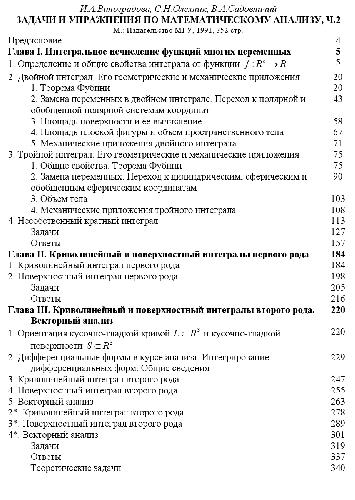 И.А.Виноградова, С.Н.Олехник, В.А.Садовничий
ЗАДАЧИ И УПРАЖНЕНИЯ ПО МАТЕМАТИЧЕСКОМУ АНАЛИЗУ, Ч.2
М.: Издательство МГУ, 1991, 352 стр.
Предисловие 4
Глава I. Интегральное исчисление функций многих переменных 5
1 Определение и общие свойства интеграла от функции f: Rⁿ → R 5
2 Двойной интеграл. Его геометрические и механические приложения 20
1. Теорема Фубини 20
2. Замена переменных в двойном интеграле. Переход к полярной и 43
обобщенной полярной системам координат
3. Площадь поверхности и ее вычисление 58
4. Площадь плоской фигуры и объем пространственного тела 67
5. Механические приложения двойного интеграла 71
3 Тройной интеграл. Его геометрические и механические приложения 75
1. Общие свойства. Теорема Фубини 75
2. Замена переменных. Переход к цилиндрическим, сферическим и 90
обобщенным сферическим координатам
3. Объем тела 103
4. Механические приложения тройного интеграла 108
4 Несобственный кратный интеграл 113
Задачи 127
Ответы 157
Глава II. Криволинейный и поверхностный интегралы первого рода 184
1 Криволинейный интеграл первого рода 184
2 Поверхностный интеграл первого рода 198
Задачи 205
Ответы 216
Глава III. Криволинейный и поверхностный интегралы второго рода. 220
Векторный анализ
1 Ориентация кусочно-гладкой кривой L ⊂ R³ и кусочно-гладкой 220
поверхности S ⊂ R³
2 Дифференциальные формы в курсе анализа. Интегрирование 229
дифференциальных форм. Общие сведения
3 Криволинейный интеграл второго рода 247
4 Поверхностный интеграл второго рода 255
5 Векторный анализ 263
2*. Криволинейный интеграл второго рода 278
3*. Поверхностный интеграл второго рода 289
4*. Векторный анализ 301
Задачи 319
Ответы 337
Теоретические задачи 340